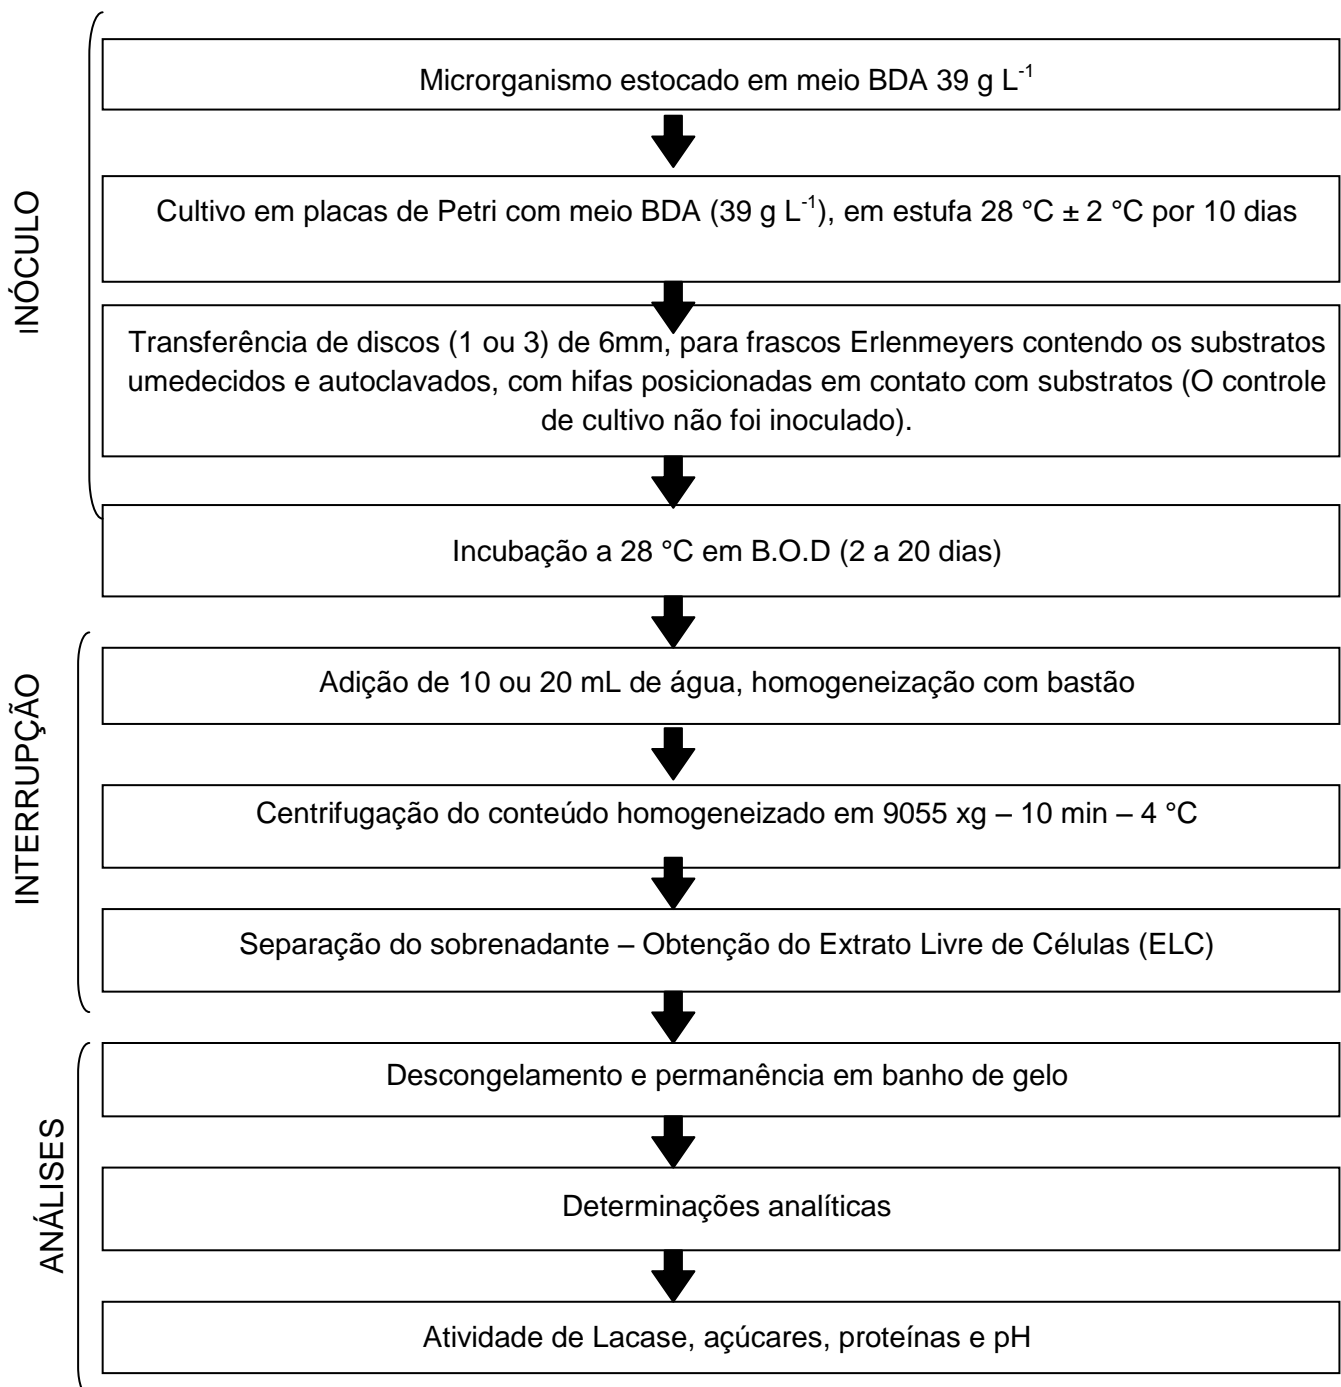 INÓCULO
Microrganismo estocado em meio BDA 39 g L⁻¹
Cultivo em placas de Petri com meio BDA (39 g L⁻¹), em estufa 28 °C ± 2 °C por 10 dias
Transferência de discos (1 ou 3) de 6mm, para frascos Erlenmeyers contendo os substratos
umedecidos e autoclavados, com hifas posicionadas em contato com substratos (O controle
de cultivo não foi inoculado).
Incubação a 28 °C em B.O.D (2 a 20 dias)
INTERRUPÇÃO
Adição de 10 ou 20 mL de água, homogeneização com bastão
Centrifugação do conteúdo homogeneizado em 9055 xg – 10 min – 4 °C
Separação do sobrenadante – Obtenção do Extrato Livre de Células (ELC)
ANÁLISES
Descongelamento e permanência em banho de gelo
Determinações analíticas
Atividade de Lacase, açúcares, proteínas e pH